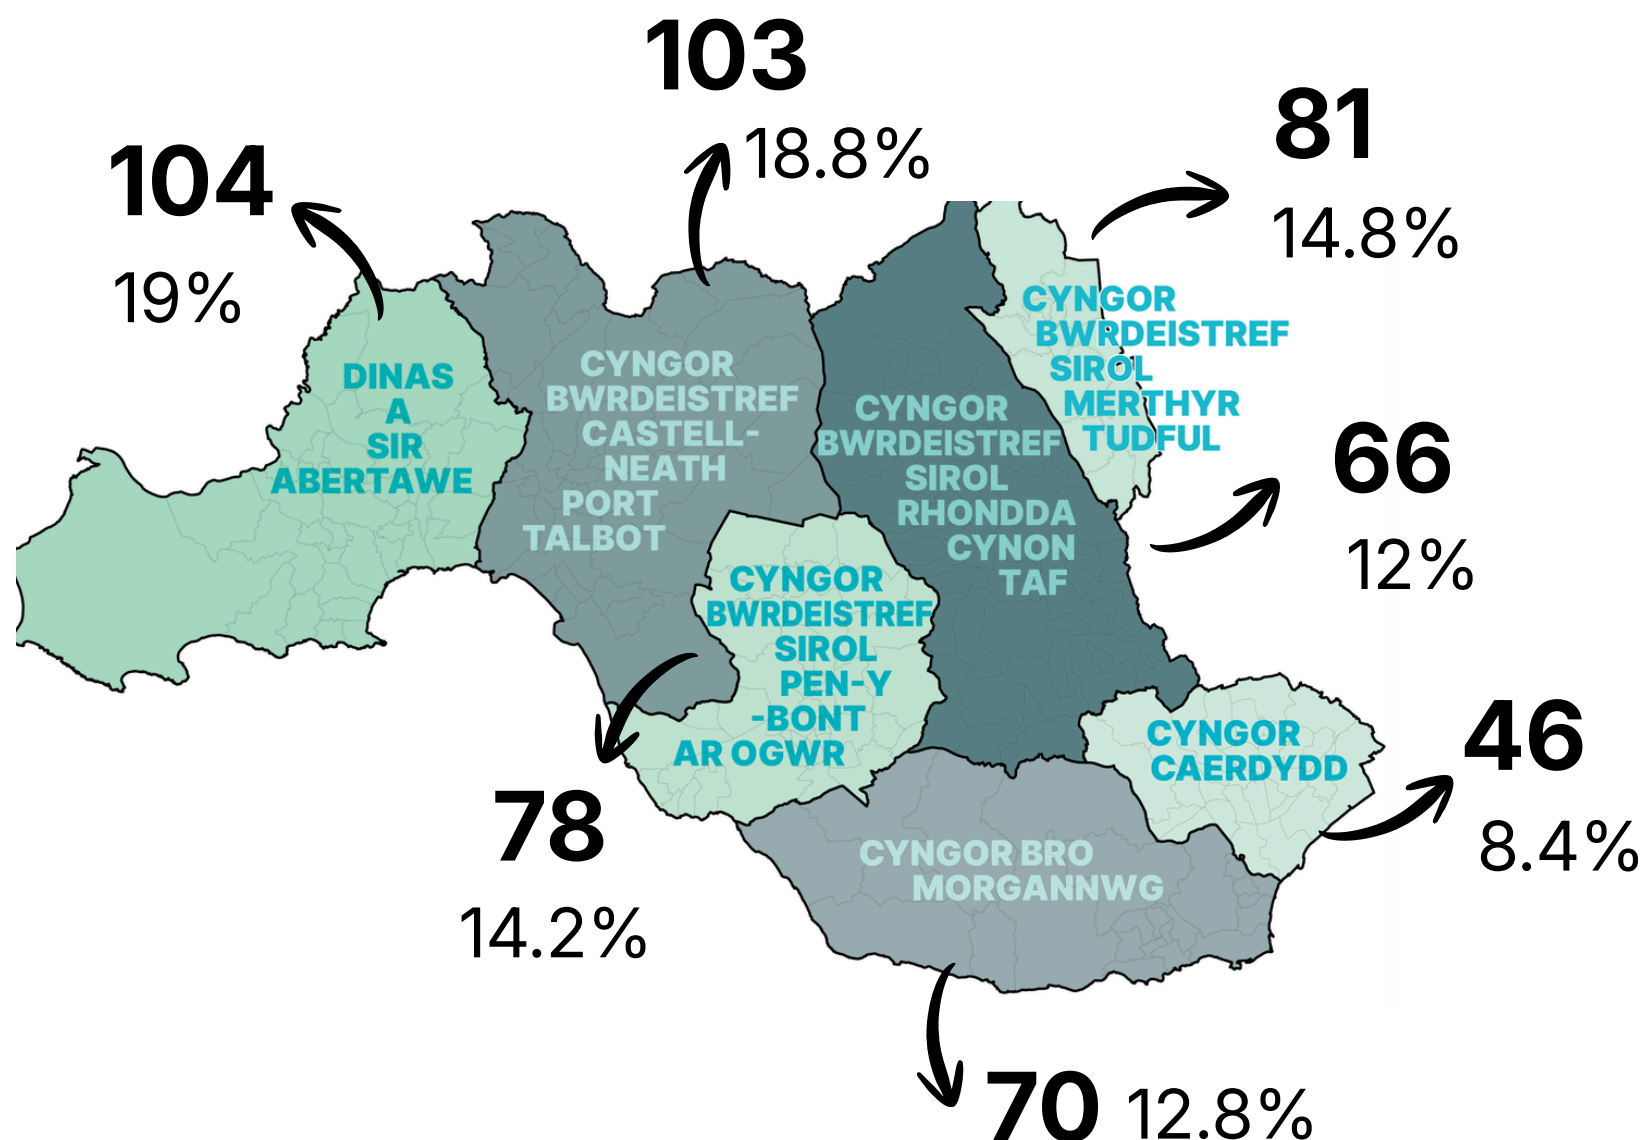 103
18.8%
81
14.8%
104
19%
CYNGOR
BWRDEISTREF
SIROL
MERTHYR
TUDFUL
DINAS
A
SIR
ABERTAWE
CYNGOR
BWRDEISTREF
CASTELL-
NEATH
PORT
TALBOT
CYNGOR
BWRDEISTREF
SIROL
RHONDDA
CYNON
TAF
66
12%
CYNGOR
BWRDEISTREF
SIROL
PEN-Y
-BONT
AR OGWR
CYNGOR
CAERDYDD
46
8.4%
78
14.2%
CYNGOR BRO
MORGANNWG
70 12.8%